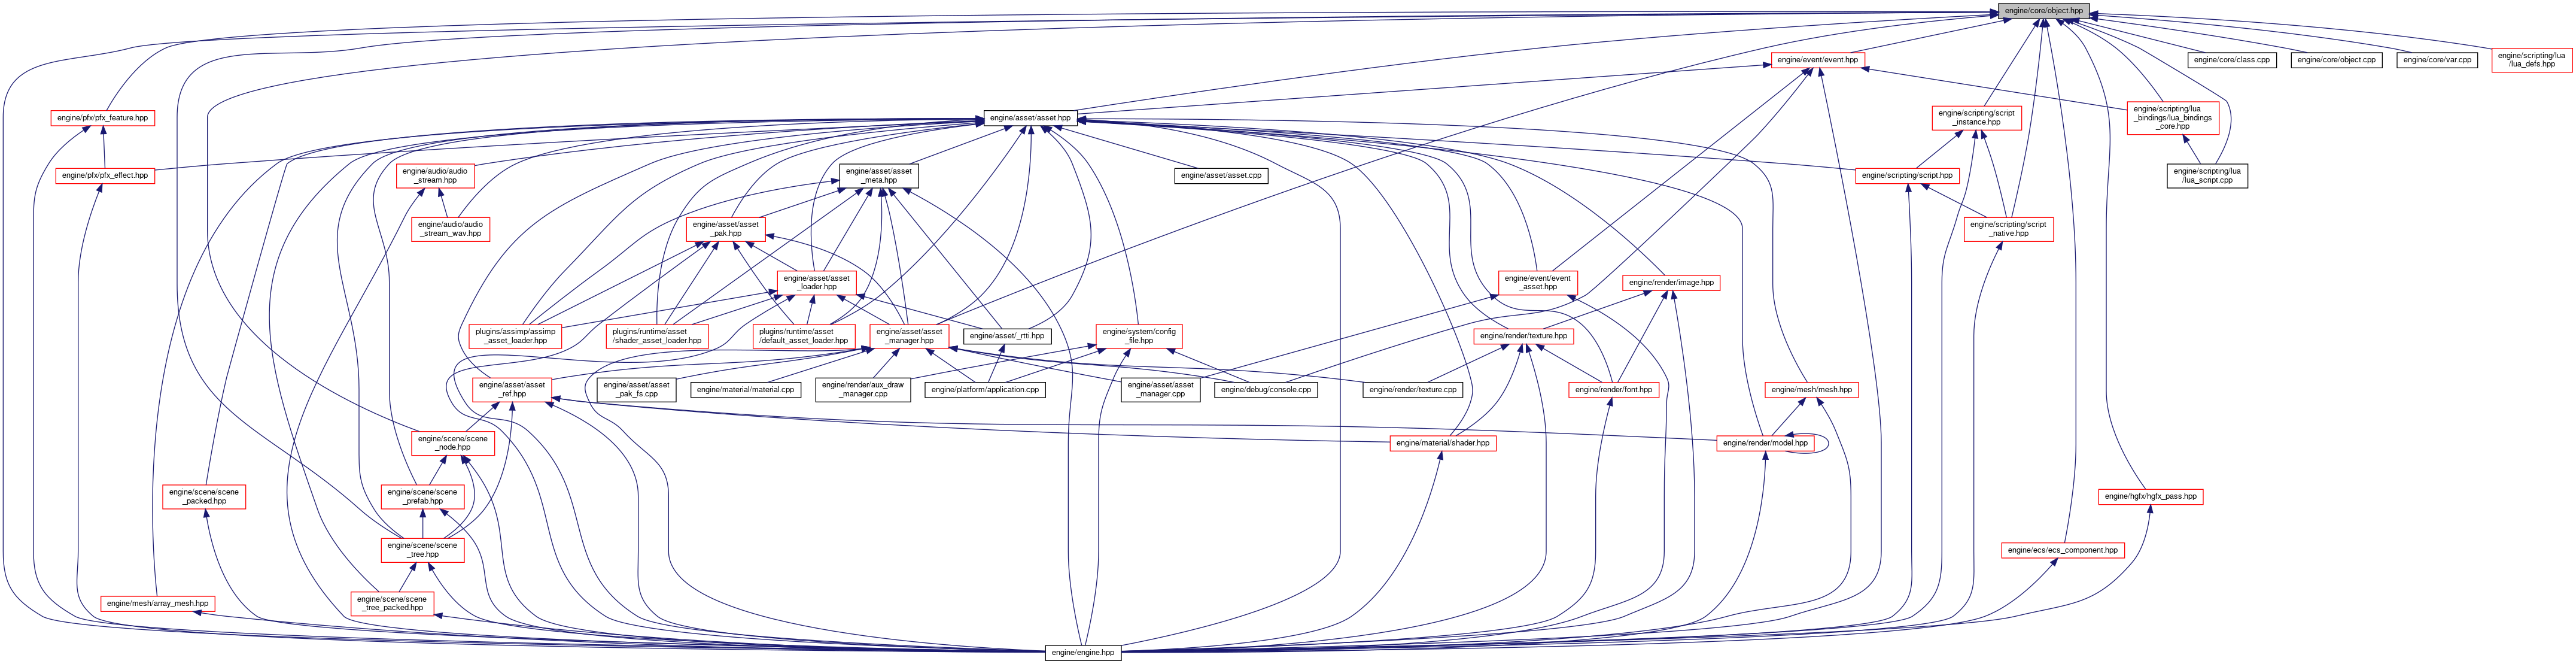 engine/core/object.hpp
engine/event/event.hpp
engine/core/class.cpp
engine/core/object.cpp
engine/core/var.cpp
engine/scripting/lua
/lua_defs.hpp
engine/pfx/pfx_feature.hpp
engine/asset/asset.hpp
engine/scripting/script
_instance.hpp
engine/scripting/lua
_bindings/lua_bindings
_core.hpp
engine/pfx/pfx_effect.hpp
engine/audio/audio
_stream.hpp
engine/asset/asset
_meta.hpp
engine/asset/asset.cpp
engine/scripting/script.hpp
engine/scripting/lua
/lua_script.cpp
engine/audio/audio
_stream_wav.hpp
engine/asset/asset
_pak.hpp
engine/scripting/script
_native.hpp
engine/asset/asset
_loader.hpp
engine/event/event
_asset.hpp
engine/render/image.hpp
plugins/assimp/assimp
_asset_loader.hpp
plugins/runtime/asset
/shader_asset_loader.hpp
plugins/runtime/asset
/default_asset_loader.hpp
engine/asset/asset
_manager.hpp
engine/asset/_rtti.hpp
engine/system/config
_file.hpp
engine/render/texture.hpp
engine/asset/asset
_ref.hpp
engine/asset/asset
_pak_fs.cpp
engine/material/material.cpp
engine/render/aux_draw
_manager.cpp
engine/platform/application.cpp
engine/asset/asset
_manager.cpp
engine/debug/console.cpp
engine/render/texture.cpp
engine/render/font.hpp
engine/mesh/mesh.hpp
engine/scene/scene
_node.hpp
engine/material/shader.hpp
engine/render/model.hpp
engine/scene/scene
_packed.hpp
engine/scene/scene
_prefab.hpp
engine/hgfx/hgfx_pass.hpp
engine/scene/scene
_tree.hpp
engine/ecs/ecs_component.hpp
engine/mesh/array_mesh.hpp
engine/scene/scene
_tree_packed.hpp
engine/engine.hpp